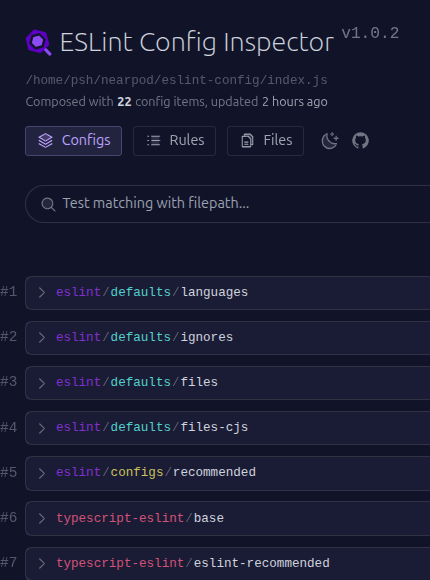 ESLint Config Inspector v1.0.2
/home/psh/nearpod/eslint-config/index.js
Composed with 22 config items, updated 2 hours ago
Configs Rules Files
Test matching with filepath...
#1 eslint/defaults/languages
#2 eslint/defaults/ignores
#3 eslint/defaults/files
#4 eslint/defaults/files-cjs
#5 eslint/configs/recommended
#6 typescript-eslint/base
#7 typescript-eslint/eslint-recommended